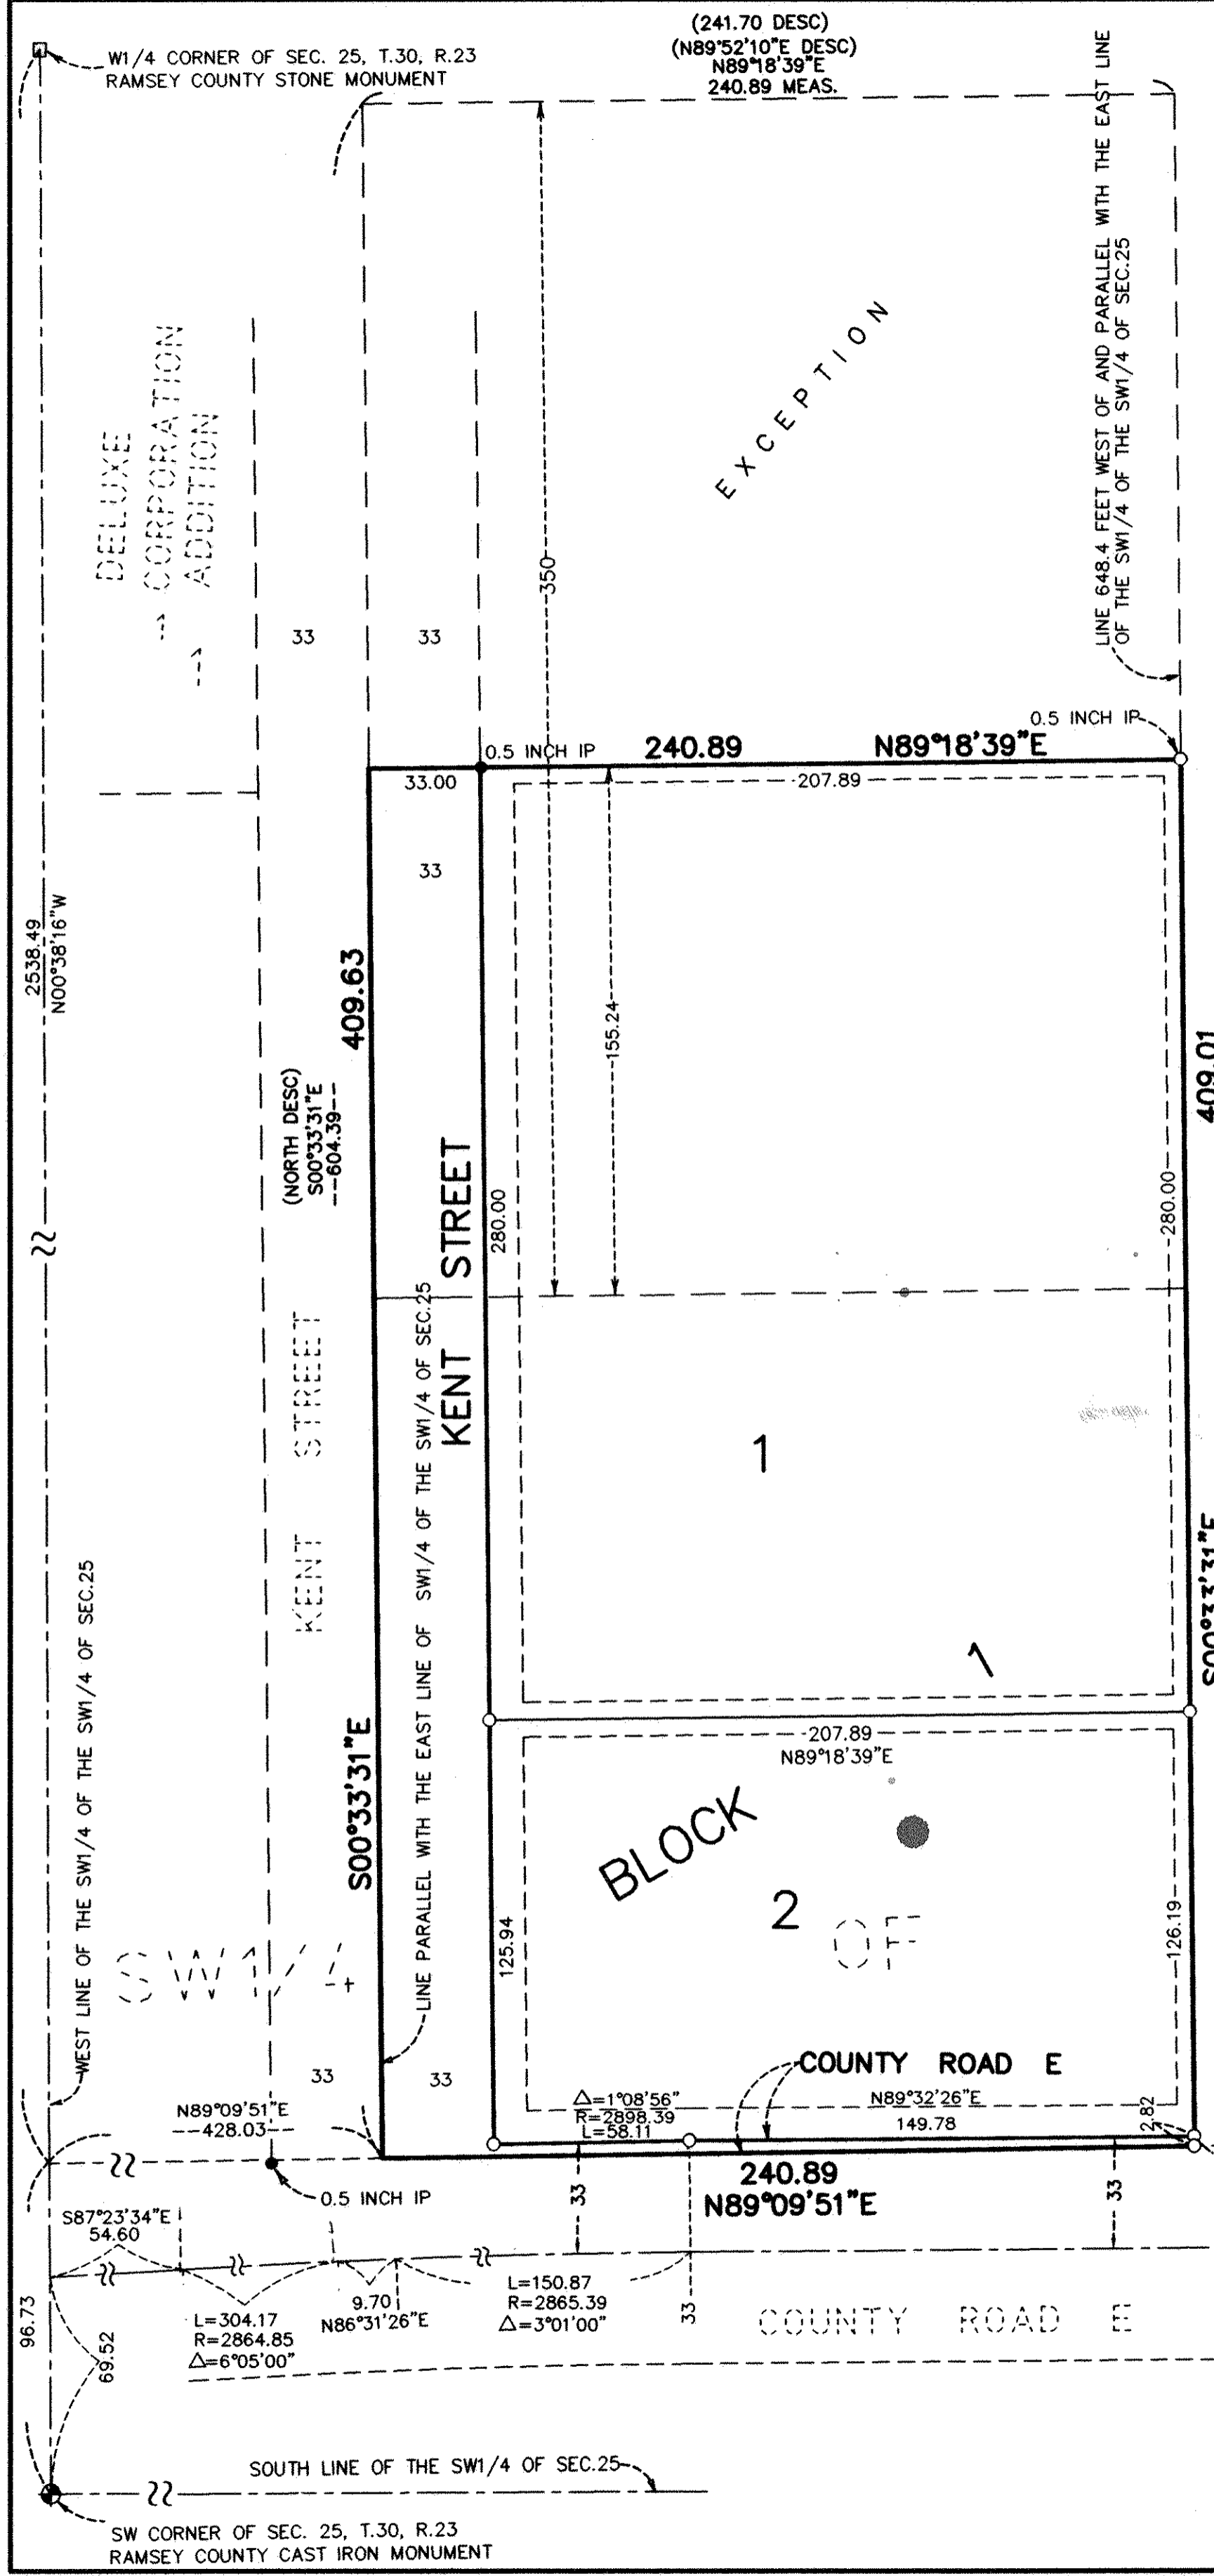 (241.70 DESC)
(N89°52'10"E DESC)
N89°18'39"E
240.89 MEAS.
W1/4 CORNER OF SEC. 25, T.30, R.23
RAMSEY COUNTY STONE MONUMENT
LINE 648.4 FEET WEST OF AND PARALLEL WITH THE EAST LINE
OF THE SW1/4 OF THE SW1/4 OF SEC.25
EXCEPTION
DELUXE
CORPORATION
ADDITION
350
33
33
0.5 INCH IP
0.5 INCH IP
240.89
N89°18'39"E
33.00
207.89
33
2538.49
N00°38'16"W
409.63
155.24
409.01
(NORTH DESC)
S00°33'31"E
--604.39--
KENT STREET
280.00
280.00
KENT STREET
LINE PARALLEL WITH THE EAST LINE OF SW1/4 OF THE SW1/4 OF SEC.25
1
WEST LINE OF THE SW1/4 OF THE SW1/4 OF SEC.25
S00°33'31"E
S00°33'31"E
1
207.89
N89°18'39"E
BLOCK
2
OF
125.94
126.19
SW1/4
COUNTY ROAD E
33
33
N89°09'51"E
--428.03--
Δ=1°08'56"
R=2898.39
L=58.11
N89°32'26"E
149.78
2.82
240.89
N89°09'51"E
0.5 INCH IP
33
33
S87°23'34"E
54.60
L=304.17
R=2864.85
Δ=6°05'00"
9.70
N86°31'26"E
L=150.87
R=2865.39
Δ=3°01'00"
33
COUNTY ROAD E
96.73
69.52
SOUTH LINE OF THE SW1/4 OF SEC.25
SW CORNER OF SEC. 25, T.30, R.23
RAMSEY COUNTY CAST IRON MONUMENT